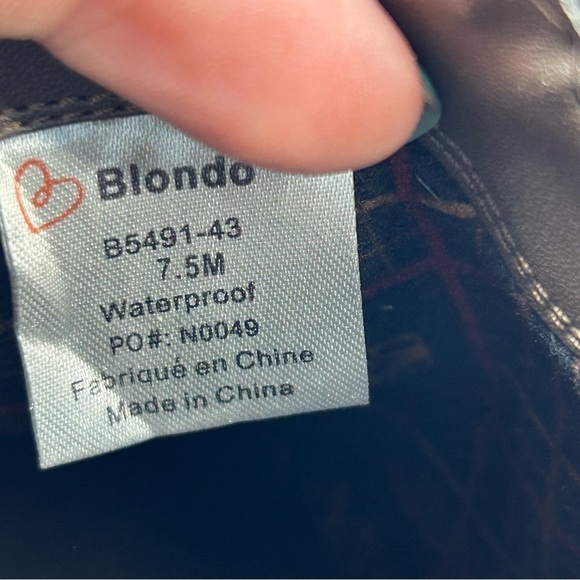 Blondo
B5491-43
7.5M
Waterproof
PO#: N0049
Fabriqué en Chine
Made in China